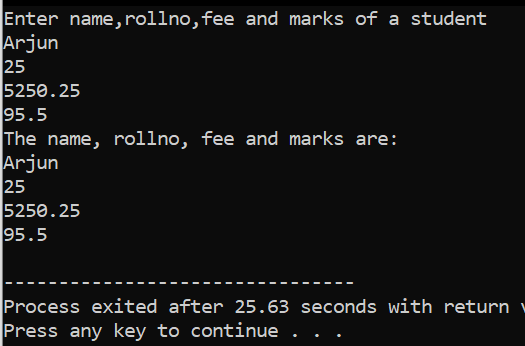 Enter name,rollno,fee and marks of a student
Arjun
25
5250.25
95.5
The name, rollno, fee and marks are:
Arjun
25
5250.25
95.5
--------------------------------
Process exited after 25.63 seconds with return
Press any key to continue . . .